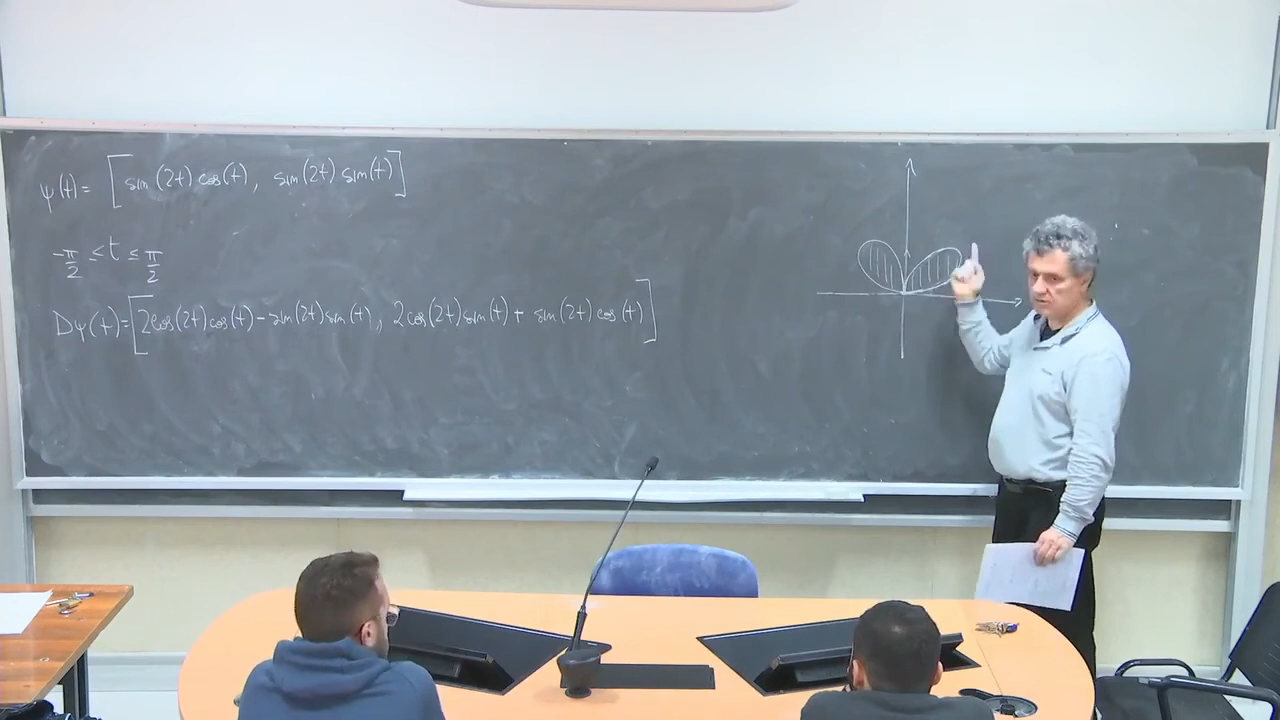 ψ(t) = [ sin(2t) cos(t), sin(2t) sin(t) ]
-π/2 ≤ t ≤ π/2
Dψ(t) = [ 2cos(2t)cos(t) - sin(2t)sin(t), 2cos(2t)sin(t) + sin(2t)cos(t) ]